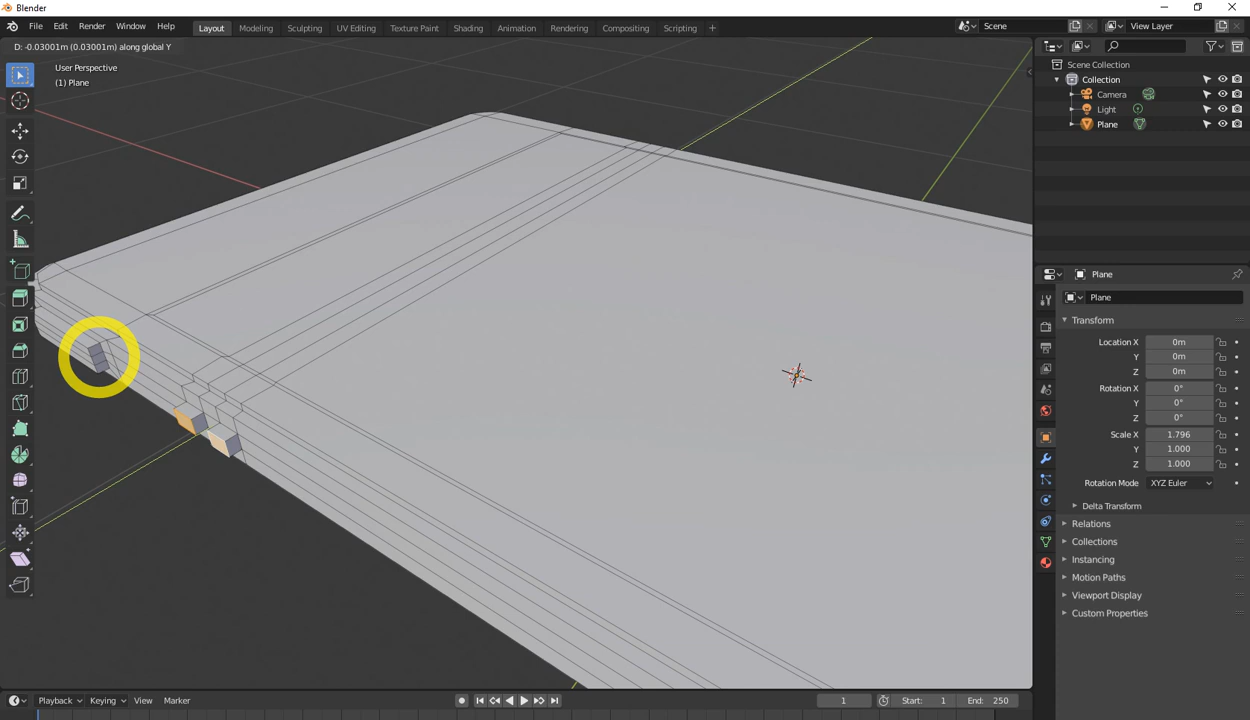 Blender
File Edit Render Window Help Layout Modeling Sculpting UV Editing Texture Paint Shading Animation Rendering Compositing Scripting + Scene View Layer
D: -0.03001m (0.03001m) along global Y
User Perspective
(1) Plane
Scene Collection
Collection
Camera
Light
Plane
Plane
Plane
Transform
Location X 0m
Y 0m
Z 0m
Rotation X 0°
Y 0°
Z 0°
Scale X 1.796
Y 1.000
Z 1.000
Rotation Mode XYZ Euler
Delta Transform
Relations
Collections
Instancing
Motion Paths
Viewport Display
Custom Properties
Playback Keying View Marker 1 Start: 1 End: 250